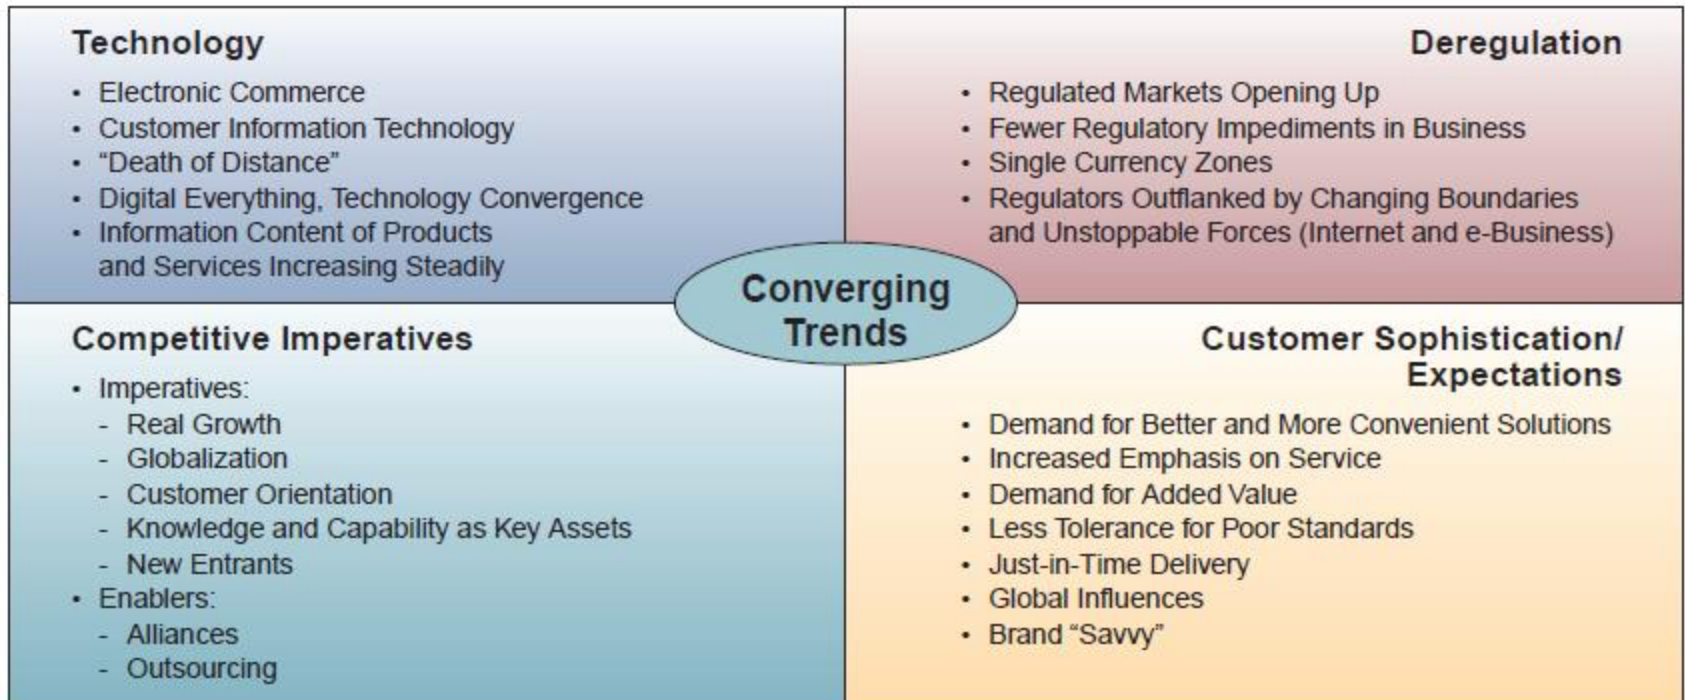 Technology
• Electronic Commerce
• Customer Information Technology
• “Death of Distance”
• Digital Everything, Technology Convergence
• Information Content of Products
and Services Increasing Steadily
Deregulation
• Regulated Markets Opening Up
• Fewer Regulatory Impediments in Business
• Single Currency Zones
• Regulators Outflanked by Changing Boundaries
and Unstoppable Forces (Internet and e-Business)
Converging
Trends
Competitive Imperatives
• Imperatives:
- Real Growth
- Globalization
- Customer Orientation
- Knowledge and Capability as Key Assets
- New Entrants
• Enablers:
- Alliances
- Outsourcing
Customer Sophistication/
Expectations
• Demand for Better and More Convenient Solutions
• Increased Emphasis on Service
• Demand for Added Value
• Less Tolerance for Poor Standards
• Just-in-Time Delivery
• Global Influences
• Brand “Savvy”